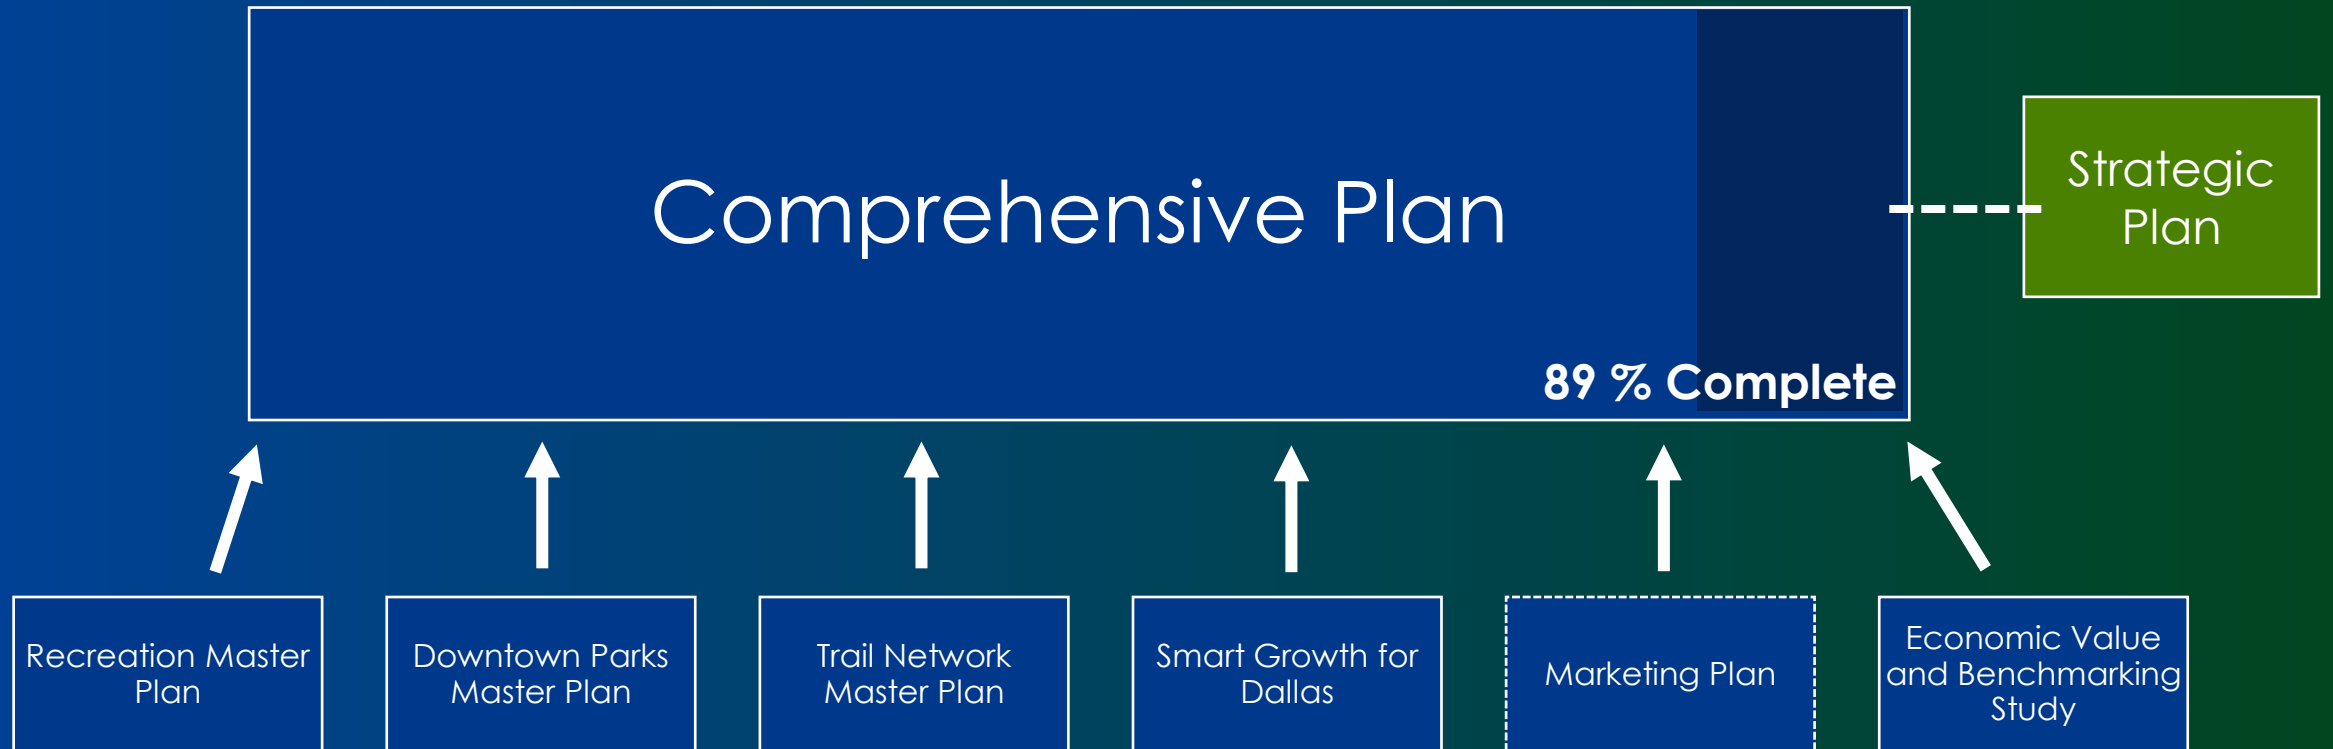 Comprehensive Plan
Strategic
Plan
89 % Complete
Recreation Master
Plan
Downtown Parks
Master Plan
Trail Network
Master Plan
Smart Growth for
Dallas
Marketing Plan
Economic Value
and Benchmarking
Study